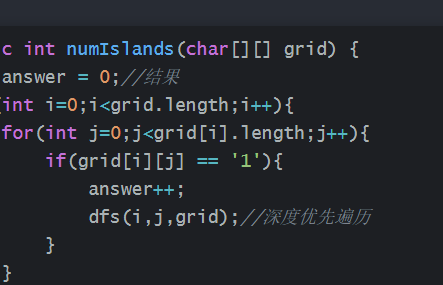 c int numIslands(char[][] grid) {
answer = 0;//结果
(int i=0;i<grid.length;i++){
for(int j=0;j<grid[i].length;j++){
if(grid[i][j] == '1'){
answer++;
dfs(i,j,grid);//深度优先遍历
}
}